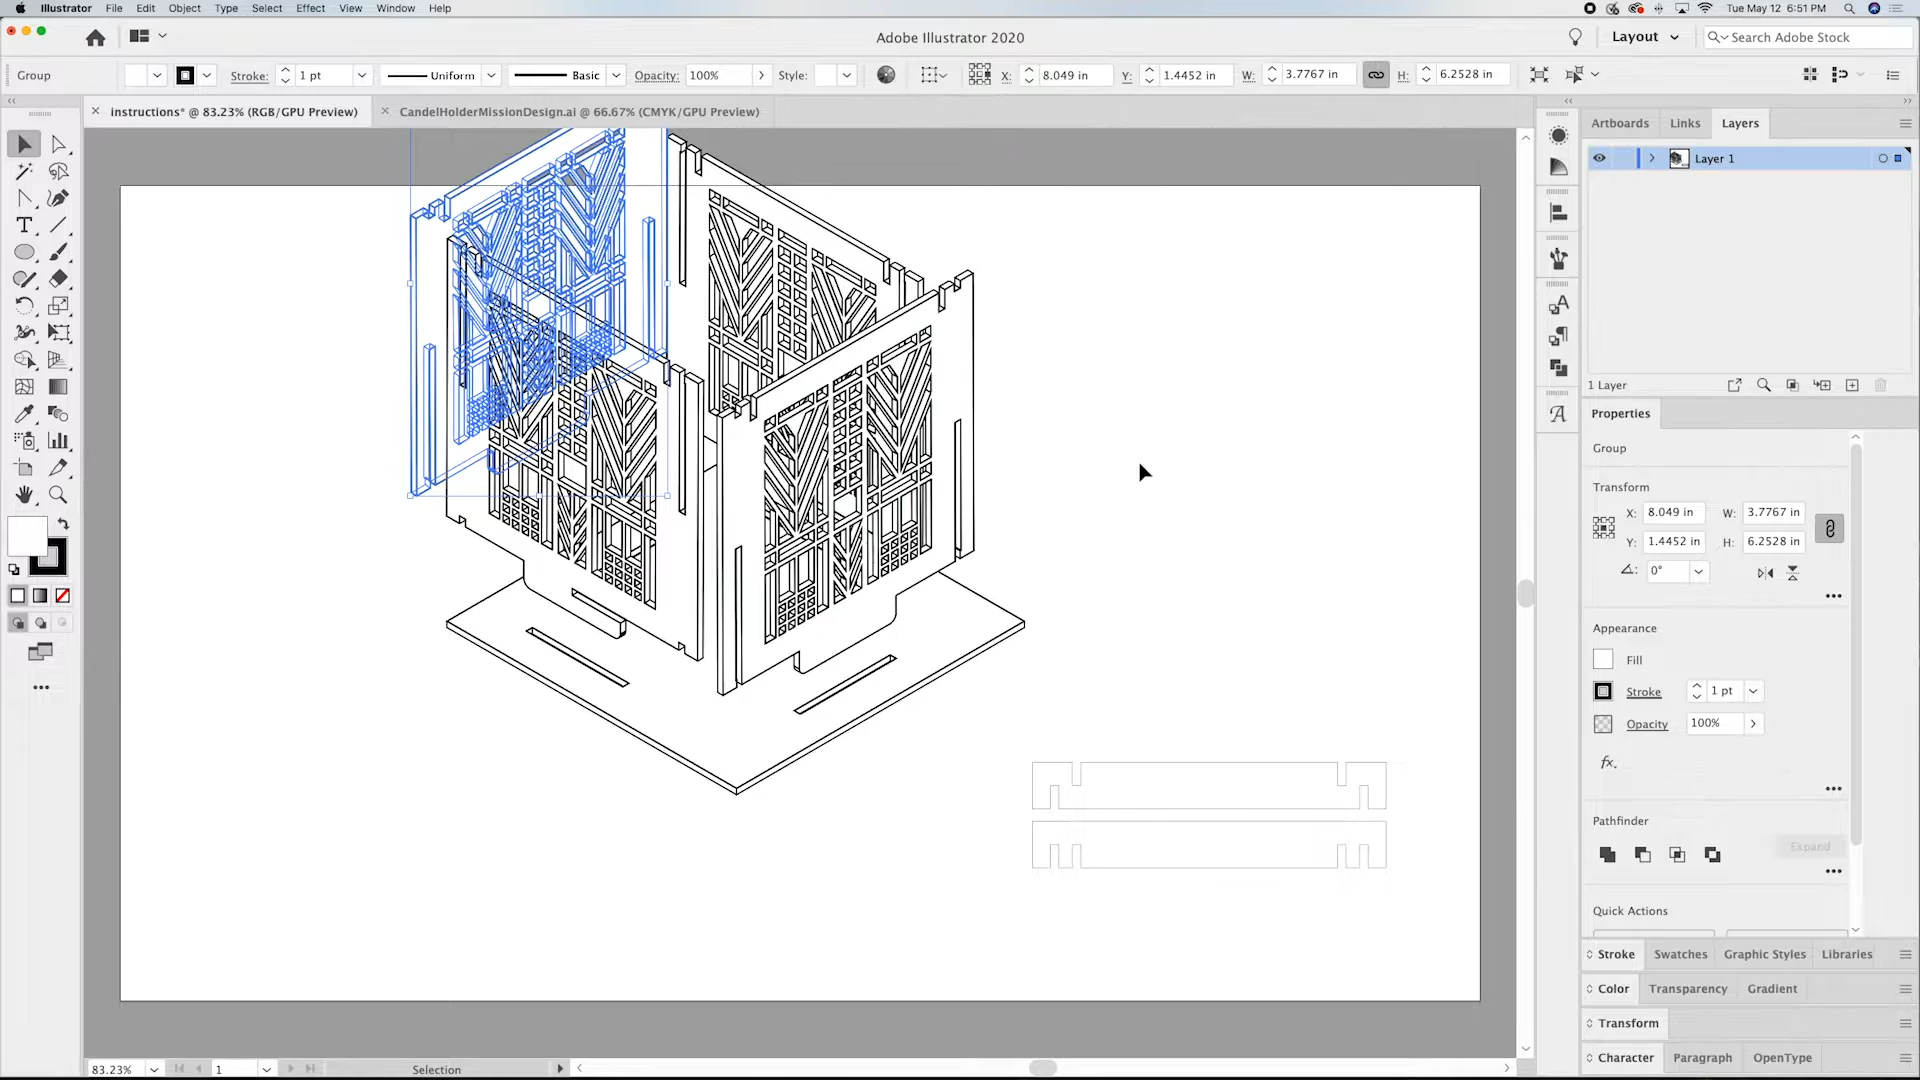 Illustrator File Edit Object Type Select Effect View Window Help
Tue May 12 6:51 PM
Adobe Illustrator 2020
Layout
Search Adobe Stock
Group
Stroke: 1 pt Uniform Basic Opacity: 100% Style: X: 8.049 in Y: 1.4452 in W: 3.7767 in H: 6.2528 in
instructions* @ 83.23% (RGB/GPU Preview)
CandelHolderMissionDesign.ai @ 66.67% (CMYK/GPU Preview)
Artboards Links Layers
Layer 1
1 Layer
Properties
Group
Transform
X: 8.049 in W: 3.7767 in
Y: 1.4452 in H: 6.2528 in
0°
Appearance
Fill
Stroke 1 pt
Opacity 100%
fx.
Pathfinder
Expand
Quick Actions
Stroke Swatches Graphic Styles Libraries
Color Transparency Gradient
Transform
Character Paragraph OpenType
83.23% 1 Selection